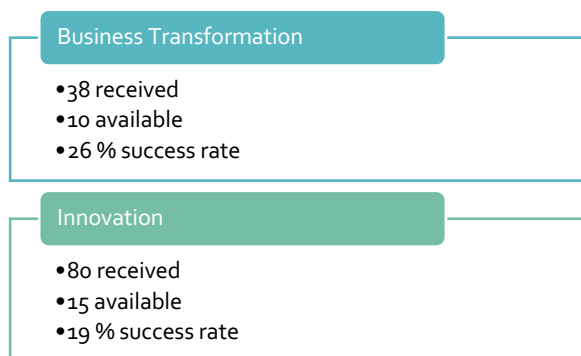 Business Transformation
•38 received
•10 available
•26 % success rate
Innovation
•80 received
•15 available
•19 % success rate